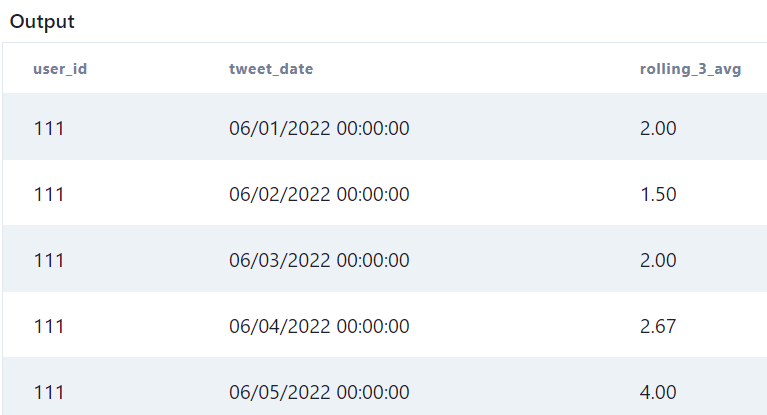 Output
user_id tweet_date rolling_3_avg
111 06/01/2022 00:00:00 2.00
111 06/02/2022 00:00:00 1.50
111 06/03/2022 00:00:00 2.00
111 06/04/2022 00:00:00 2.67
111 06/05/2022 00:00:00 4.00